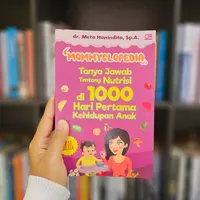 dr. Meta Hanindita, Sp.A.
MOMMYCLOPEDIA
Tanya Jawab
Tentang Nutrisi
di 1000
Hari Pertama
Kehidupan Anak